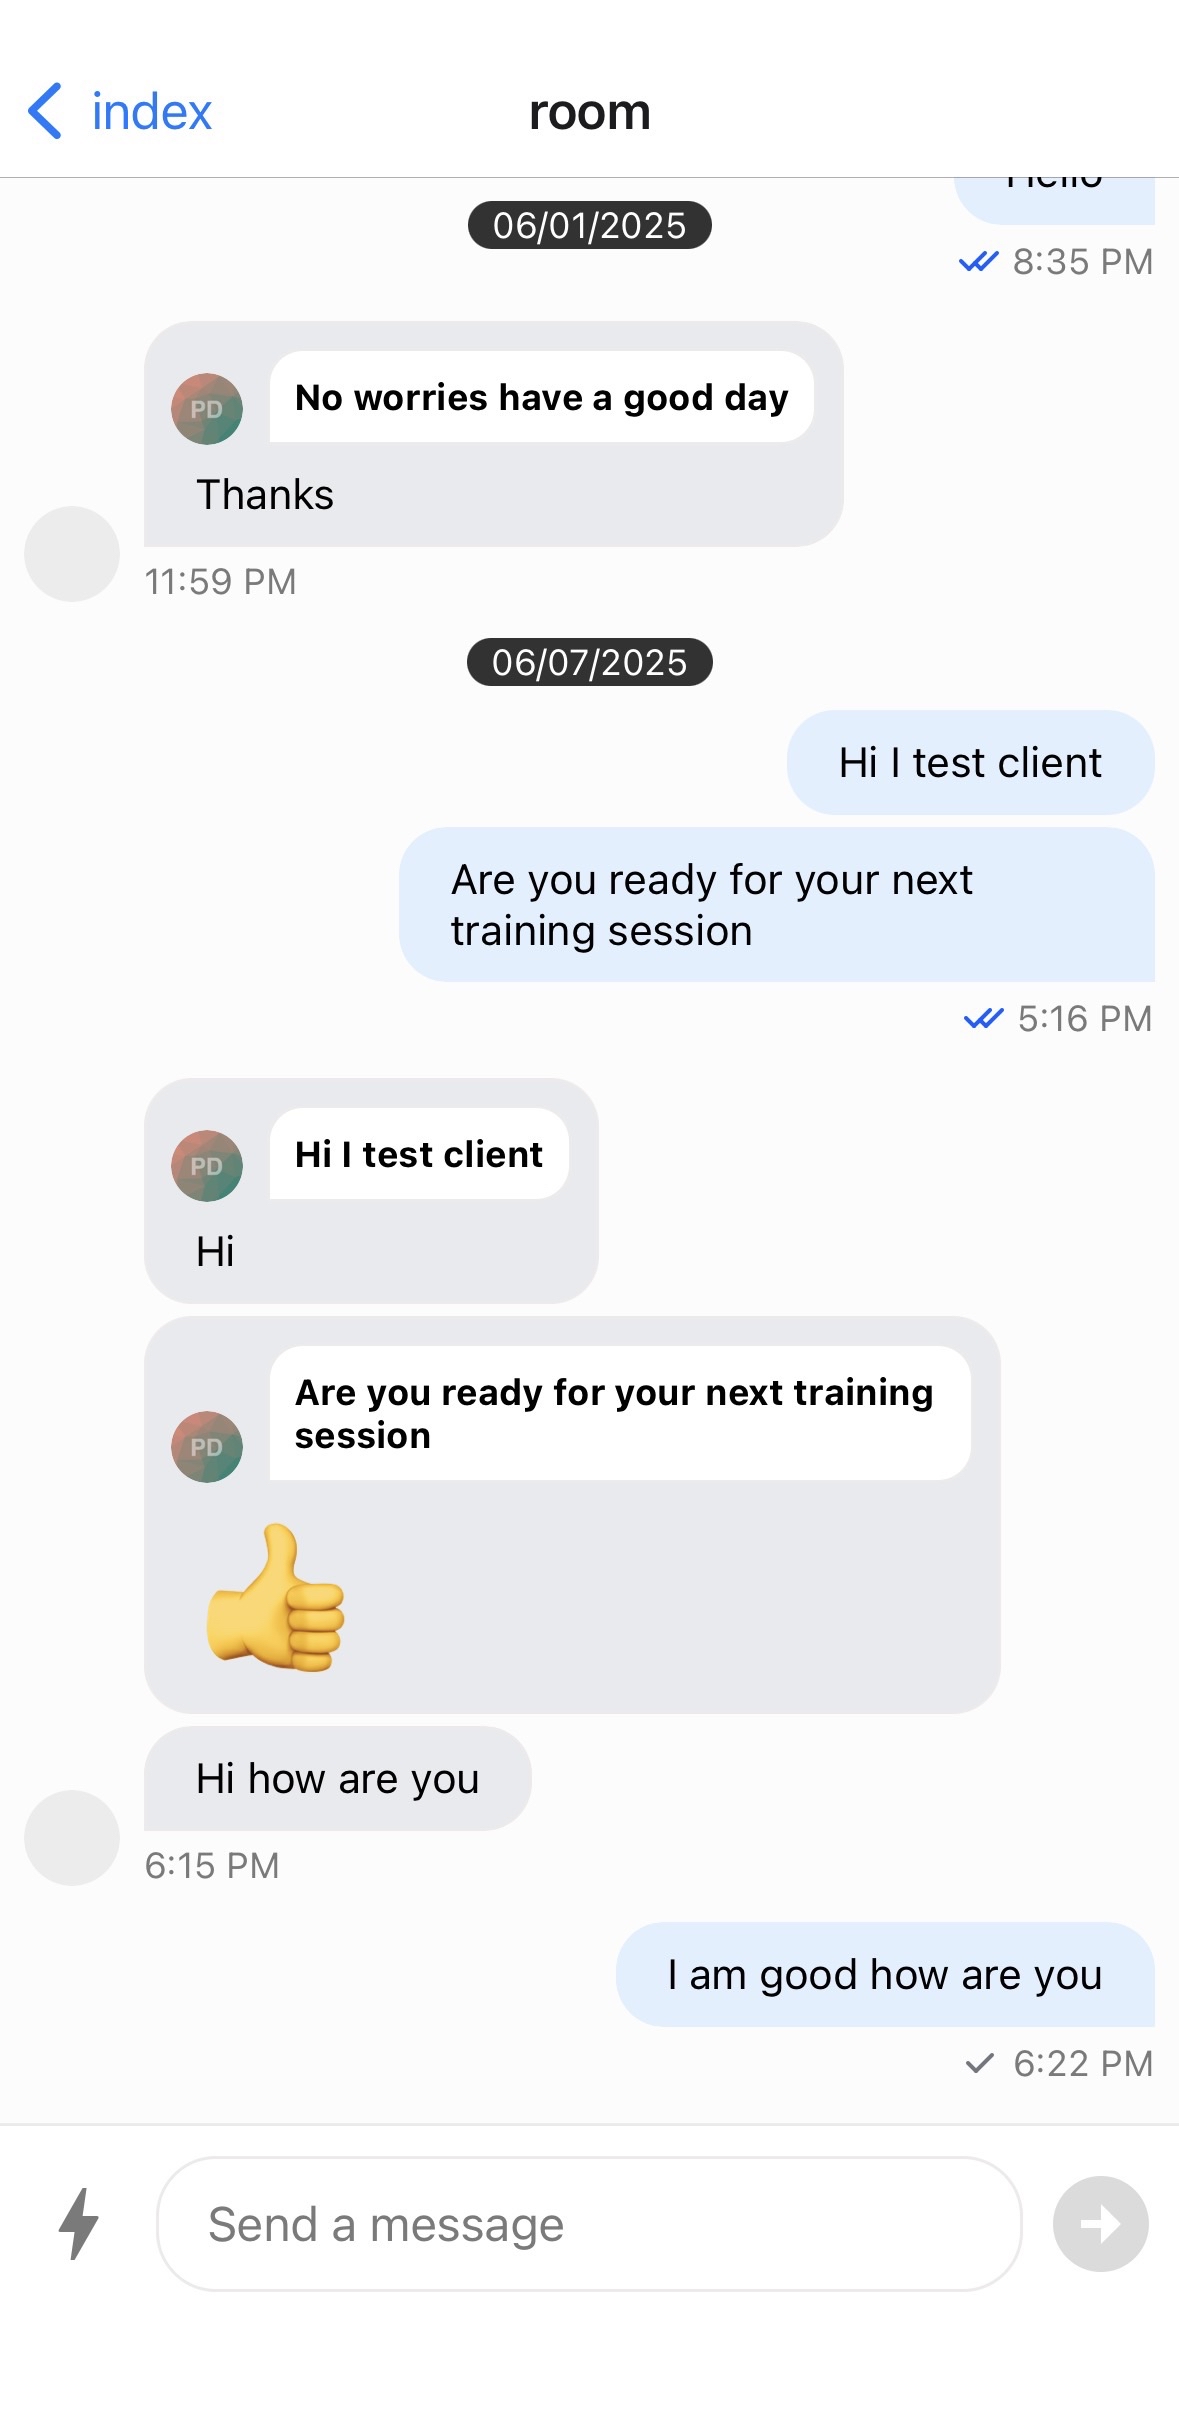 index
room
Hello
06/01/2025
8:35 PM
PD
No worries have a good day
Thanks
11:59 PM
06/07/2025
Hi I test client
Are you ready for your next
training session
5:16 PM
PD
Hi I test client
Hi
PD
Are you ready for your next training
session
Hi how are you
6:15 PM
I am good how are you
6:22 PM
Send a message